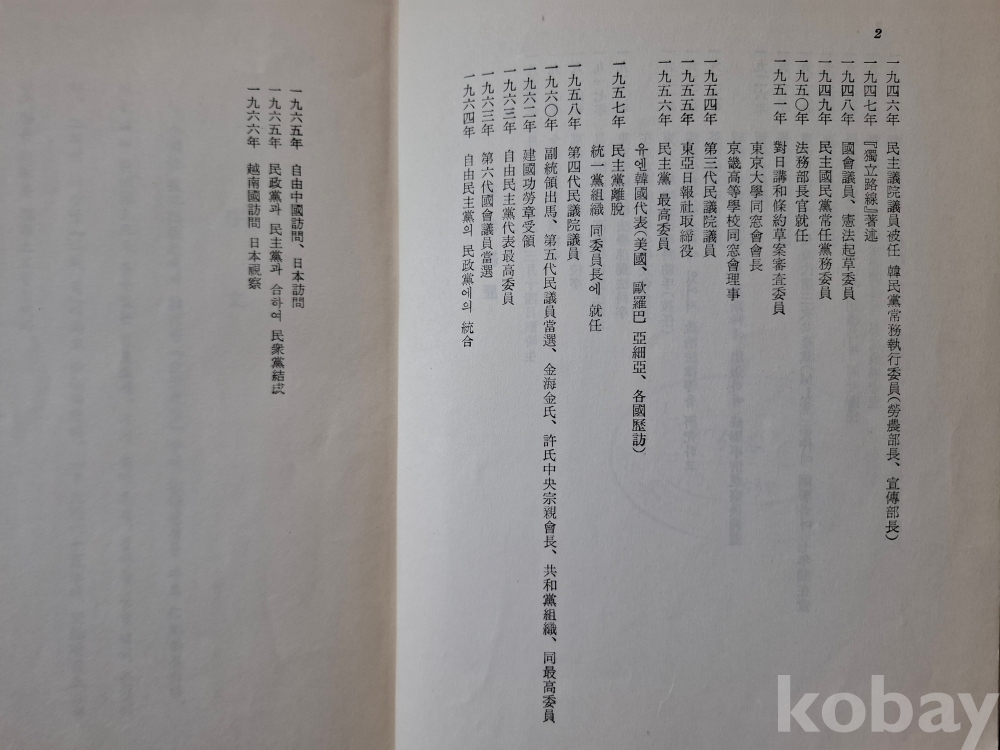 2
一九四六年 民主議院議員被任 韓民黨常務執行委員(勞農部長、宣傳部長)
一九四七年 『獨立路線』著述
一九四八年 國會議員、憲法起草委員
一九四九年 民主國民黨常任黨務委員
一九五〇年 法務部長官就任
一九五一年 對日講和條約草案審査委員
東京大學同窓會會長
京畿高等學校同窓會理事
一九五四年 第三代民議院議員
一九五五年 東亞日報社取締役
一九五六年 民主黨 最高委員
유엔韓國代表(美國、歐羅巴 亞細亞、各國歷訪)
一九五七年 民主黨離脫
統一黨組織 同委員長에 就任
一九五八年 第四代民議院議員
一九六〇年 副統領出馬、第五代民議員當選、金海金氏、許氏中央宗親會長、共和黨組織、同最高委員
一九六二年 建國功勞章受領
一九六三年 自由民主黨代表最高委員
一九六三年 第六代國會議員當選
一九六四年 自由民主黨의 民政黨에의 統合
一九六五年 自由中國訪問、日本訪問
一九六五年 民政黨과 民主黨과 合하여 民衆黨結成
一九六六年 越南國訪問 日本視察
kobay